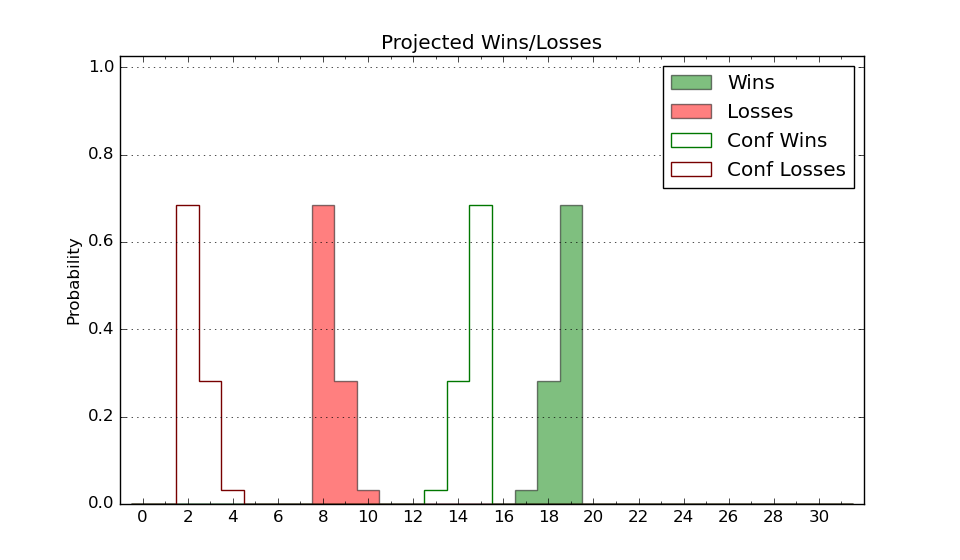 Projected Wins/Losses
Probability
1.0
0.8
0.6
0.4
0.2
0.0
0 2 4 6 8 10 12 14 16 18 20 22 24 26 28 30
Wins
Losses
Conf Wins
Conf Losses